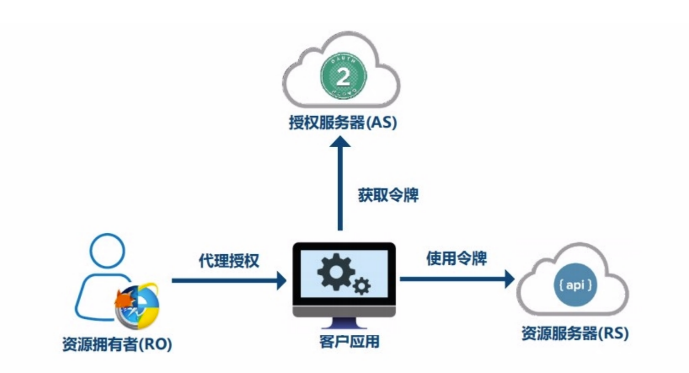 2
授权服务器(AS)
获取令牌
代理授权
使用令牌
{api}
资源拥有者(RO)
客户应用
资源服务器(RS)